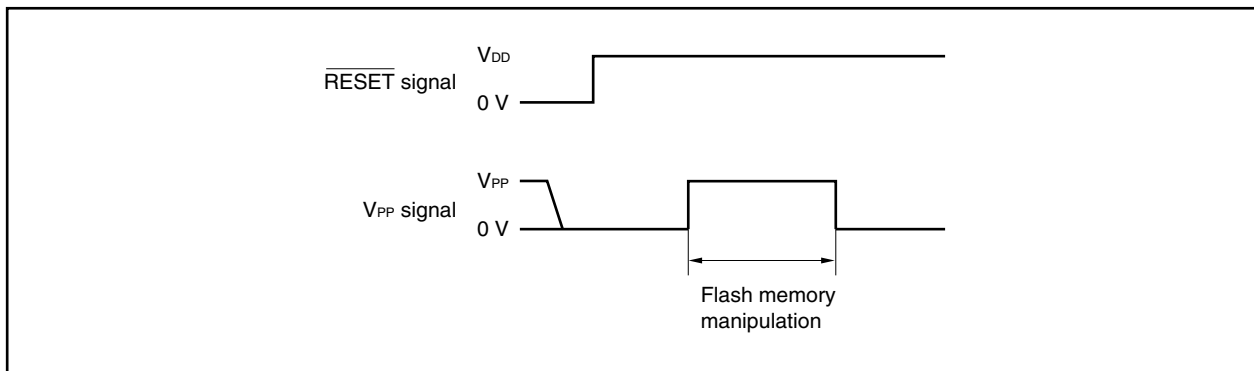 VDD
RESET signal
0 V
VPP
VPP signal
0 V
Flash memory
manipulation